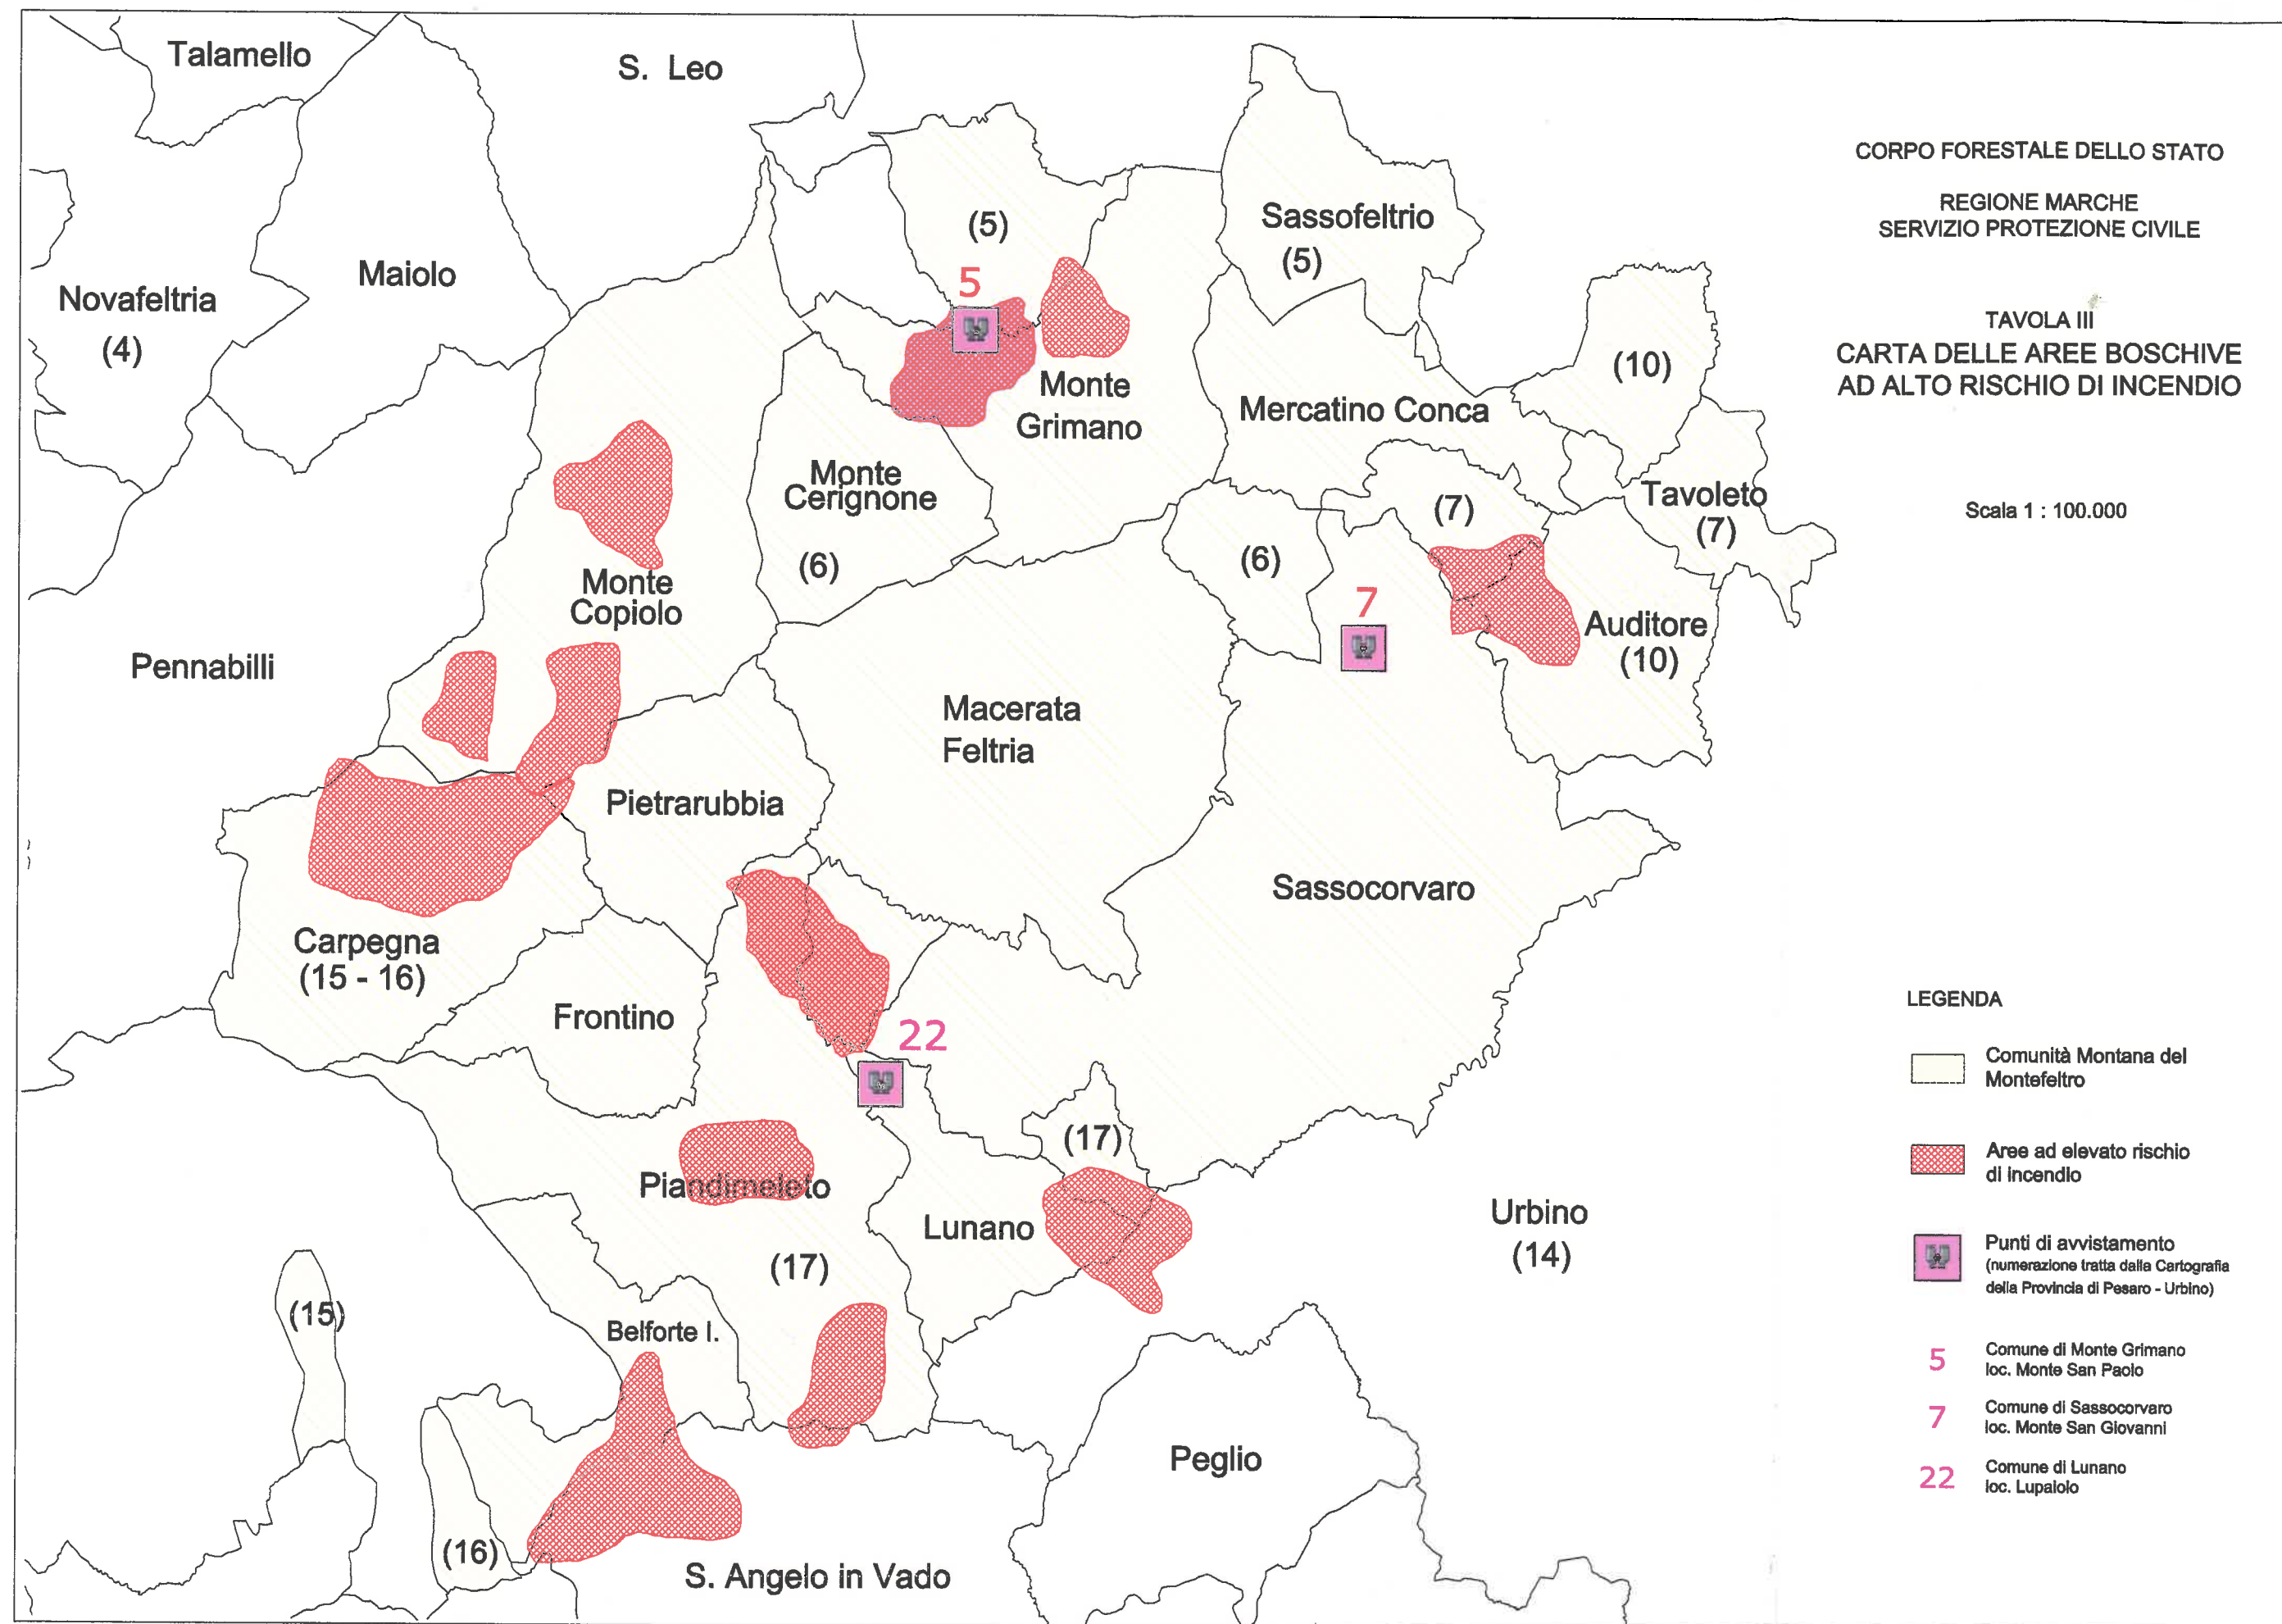 Talamello
S. Leo
CORPO FORESTALE DELLO STATO
REGIONE MARCHE
SERVIZIO PROTEZIONE CIVILE
TAVOLA III
CARTA DELLE AREE BOSCHIVE
AD ALTO RISCHIO DI INCENDIO
Scala 1 : 100.000
(5)
Sassofeltrio
(5)
5
Maiolo
Novafeltria
(4)
Monte
Grimano
Mercatino Conca
(10)
Monte
Cerignone
(6)
(7)
Tavoleto
(7)
(6)
7
Monte
Copiolo
Auditore
(10)
Pennabilli
Macerata
Feltria
Pietrarubbia
Sassocorvaro
Carpegna
(15 - 16)
Frontino
22
(17)
Piandimeleto
Lunano
(17)
Urbino
(14)
(15)
Belforte I.
Peglio
(16)
S. Angelo in Vado
LEGENDA
Comunità Montana del
Montefeltro
Aree ad elevato rischio
di incendio
Punti di avvistamento
(numerazione tratta dalla Cartografia
della Provincia di Pesaro - Urbino)
5
Comune di Monte Grimano
loc. Monte San Paolo
7
Comune di Sassocorvaro
loc. Monte San Giovanni
22
Comune di Lunano
loc. Lupaiolo